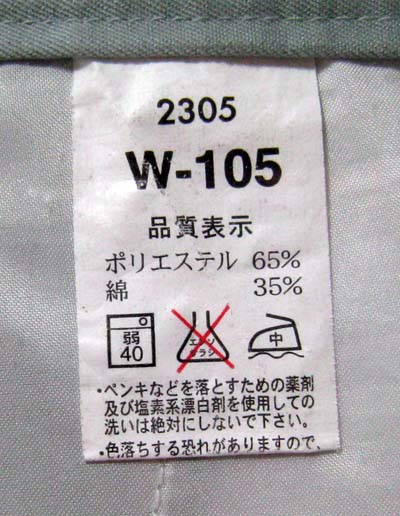 2305
W-105
品質表示
ポリエステル 65%
綿 35%
弱
40
エンソ
サラシ
中
・ペンキなどを落とすための薬剤
及び塩素系漂白剤を使用しての
洗いは絶対にしないで下さい。
・色落ちする恐れがありますので、